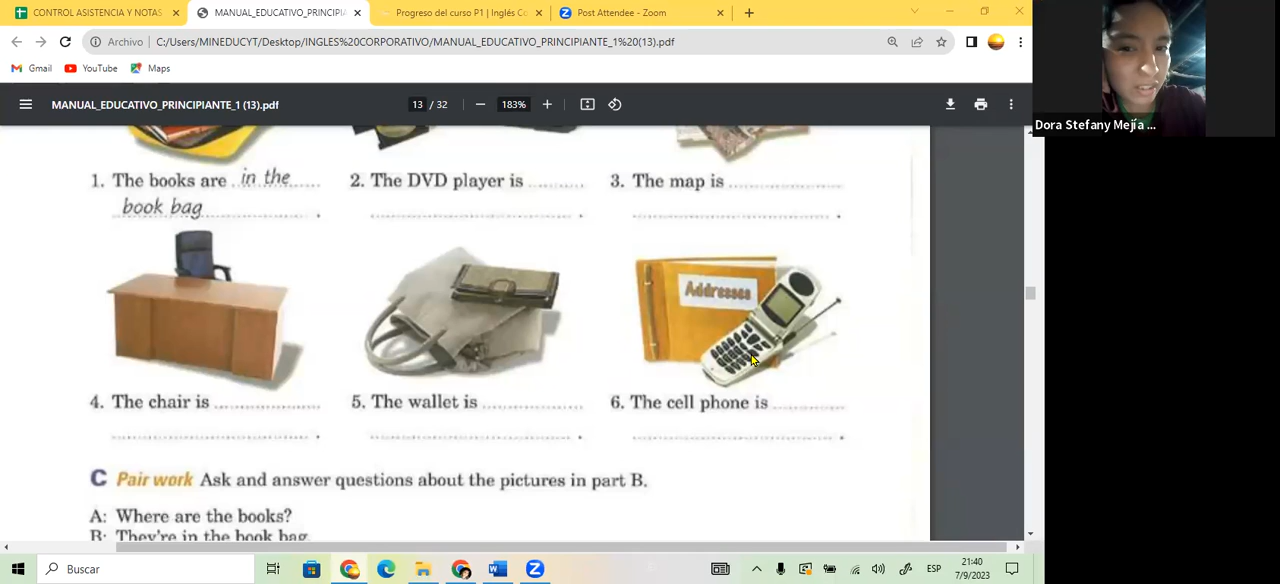 CONTROL ASISTENCIA Y NOTAS
MANUAL_EDUCATIVO_PRINCIPIA
Progreso del curso P1 | Inglés Co
Post Attendee - Zoom
Archivo
C:/Users/MINEDUCYT/Desktop/INGLES%20CORPORATIVO/MANUAL_EDUCATIVO_PRINCIPIANTE_1%20(13).pdf
Gmail
YouTube
Maps
MANUAL_EDUCATIVO_PRINCIPIANTE_1 (13).pdf
13 / 32
183%
Dora Stefany Mejía ...
1. The books are in the
book bag.
2. The DVD player is
3. The map is
Addresses
4. The chair is
5. The wallet is
6. The cell phone is
C Pair work Ask and answer questions about the pictures in part B.
A: Where are the books?
B: They're in the book bag.
Buscar
ESP
21:40
7/9/2023